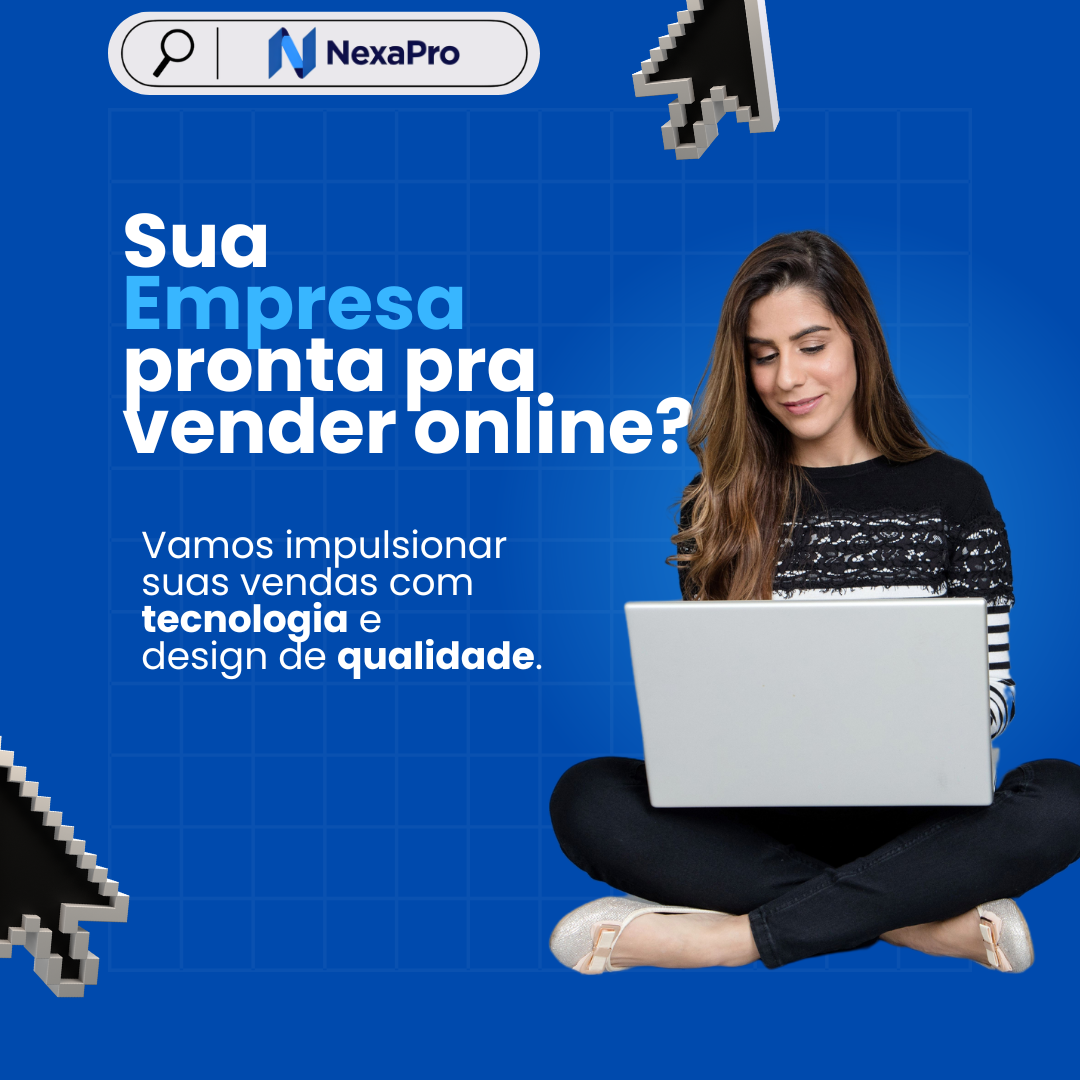 NexaPro
Sua
Empresa
pronta pra
vender online?
Vamos impulsionar
suas vendas com
tecnologia e
design de qualidade.